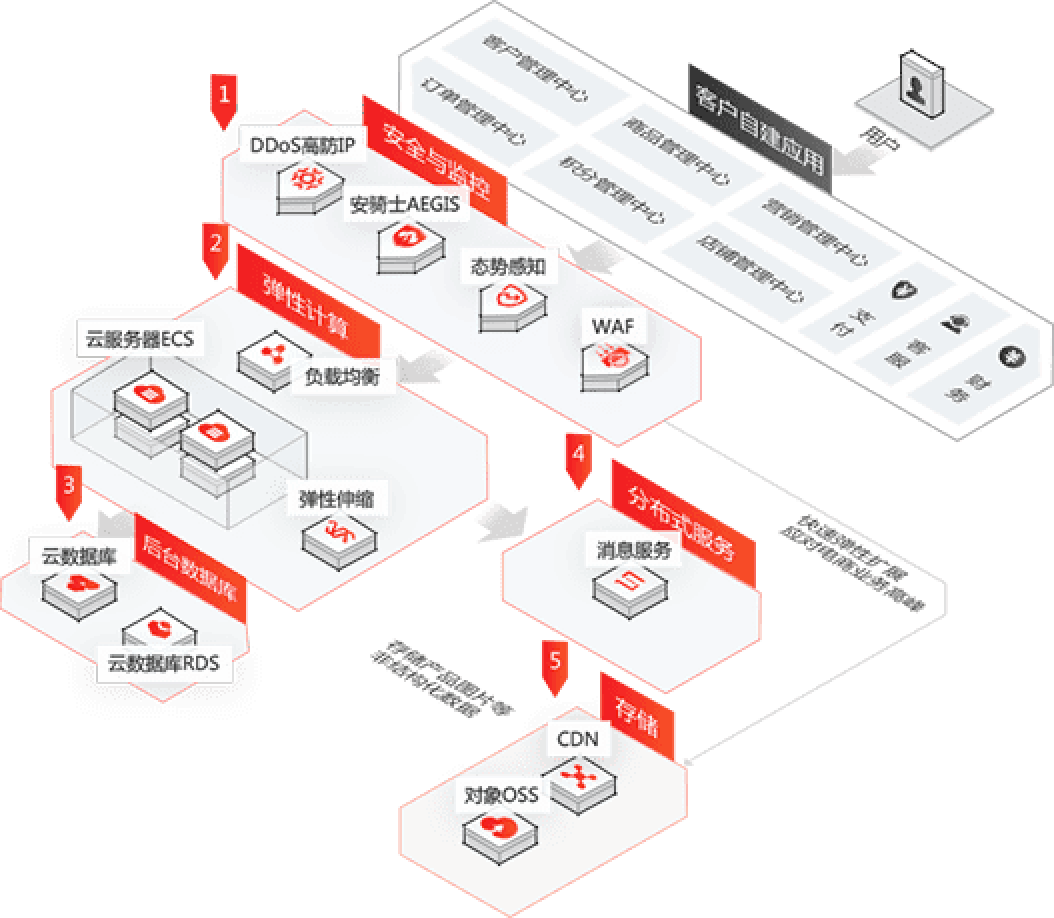 客户管理中心
订单管理中心
商品管理中心
积分管理中心
营销管理中心
店铺管理中心
支付
客服
财务
客户自建应用
用户
1
安全与监控
DDoS高防IP
安骑士AEGIS
态势感知
WAF
2
弹性计算
云服务器ECS
负载均衡
弹性伸缩
3
后台数据库
云数据库
云数据库RDS
4
分布式服务
消息服务
快速弹性扩展
应对电商业务高峰
5
存储
存储产品图片等
非结构化数据
CDN
对象OSS